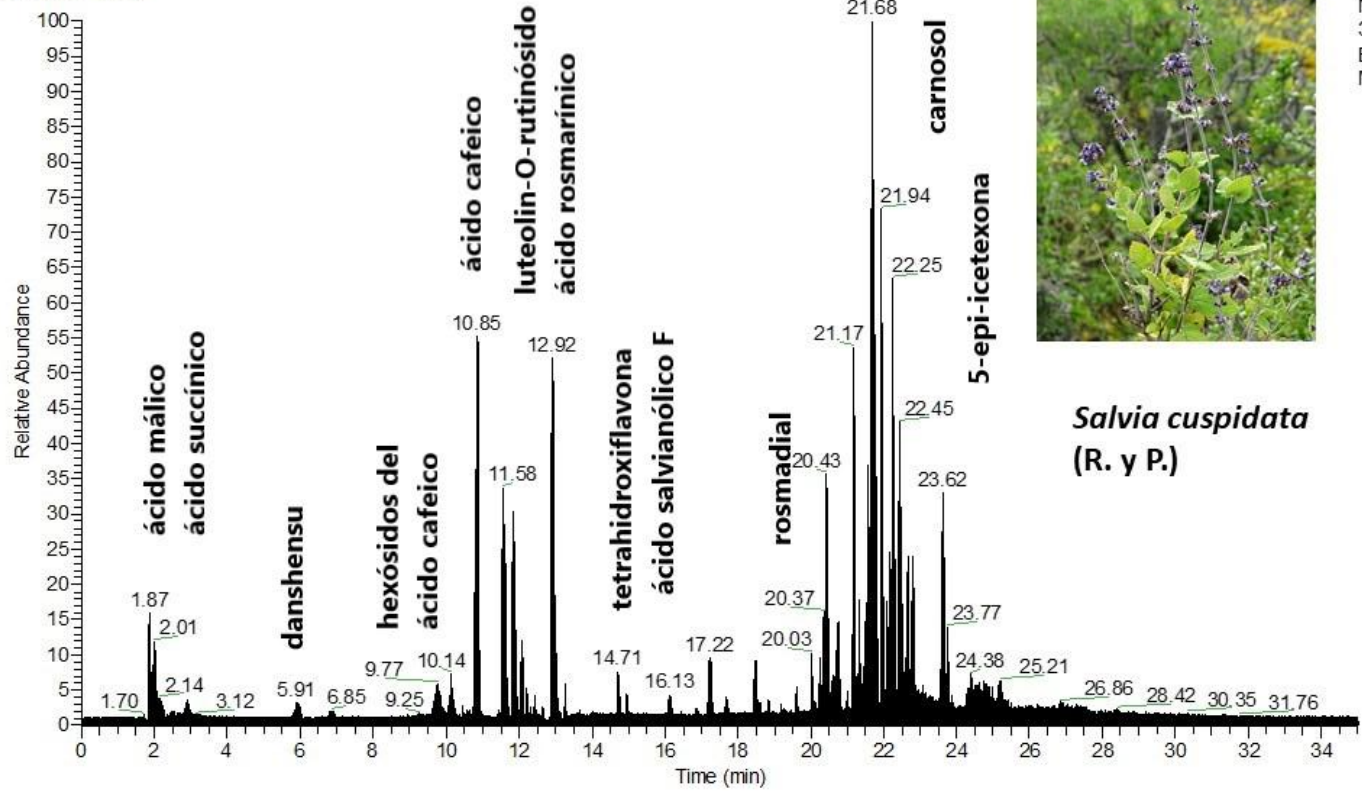 100
95
90
85
80
75
70
65
60
55
50
45
40
35
30
25
20
15
10
5
0
Relative Abundance
0 2 4 6 8 10 12 14 16 18 20 22 24 26 28 30 32 34
Time (min)
1.70
1.87
2.01
2.14
3.12
5.91
6.85
9.25
9.77
10.14
10.85
11.58
12.92
14.71
16.13
17.22
20.03
20.37
20.43
21.17
21.68
21.94
22.25
22.45
23.62
23.77
24.38
25.21
26.86
28.42
30.35
31.76
ácido málico
ácido succínico
danshensu
hexósidos del
ácido cafeico
ácido cafeico
luteolin-O-rutinósido
ácido rosmarínico
tetrahidroxiflavona
ácido salvianólico F
rosmadial
carnosol
5-epi-icetexona
Salvia cuspidata
(R. y P.)